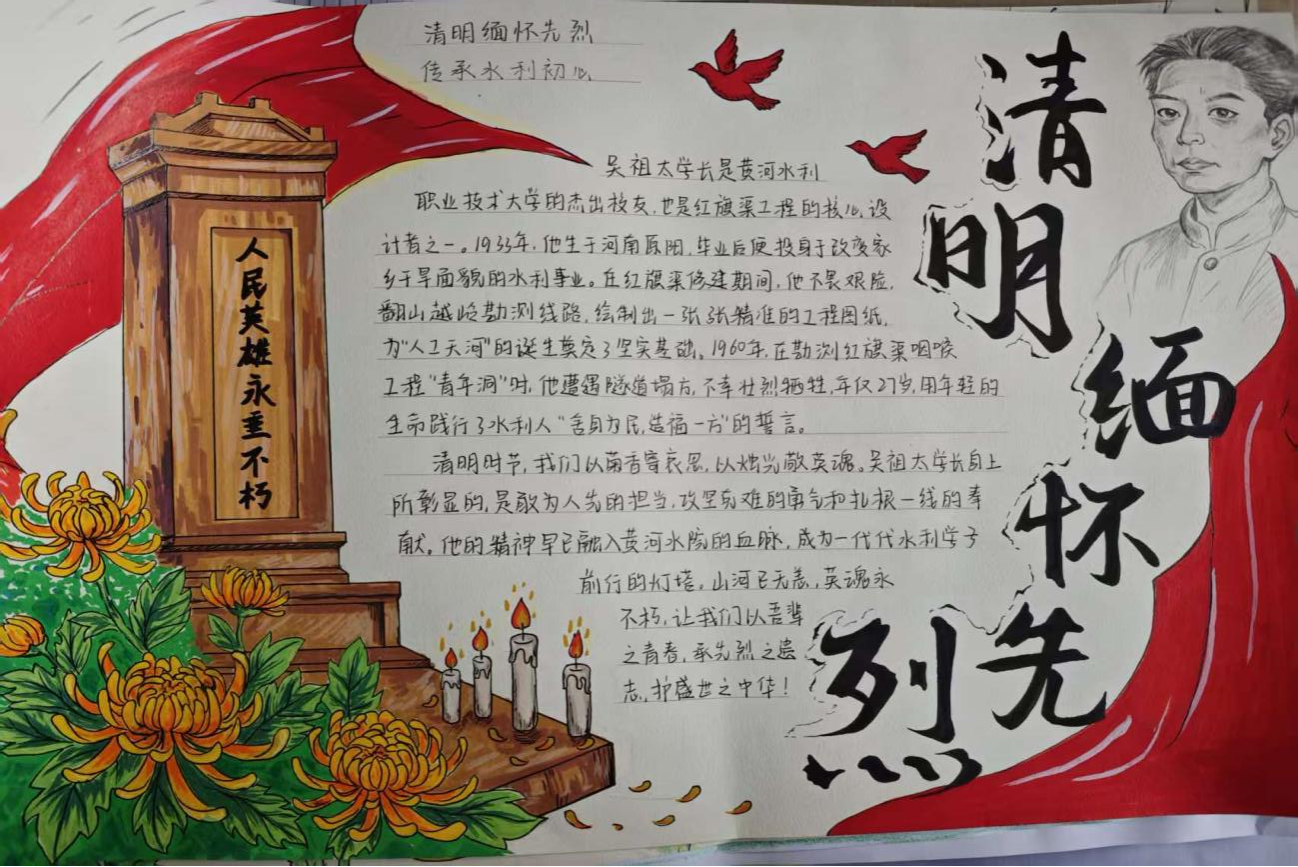 清明缅怀先烈
传承水利初心
人民英雄永垂不朽
清明缅怀先烈
吴祖太学长是黄河水利
职业技术大学的杰出校友,也是红旗渠工程的核心设
计者之一。1933年,他生于河南原阳,毕业后便投身于改变家
乡干旱面貌的水利事业。在红旗渠修建期间,他不畏艰险,
翻山越岭勘测线路,绘制出一张张精准的工程图纸,
为“人工天河”的诞生奠定了坚实基础。1960年,在勘测红旗渠咽喉
工程“青年洞”时,他遭遇隧道塌方,不幸壮烈牺牲,年仅27岁,用年轻的
生命践行了水利人“舍身为民,造福一方”的誓言。
清明时节,我们以菊香寄哀思,以烛光敬英魂。吴祖太学长身上
所彰显的,是敢为人先的担当,攻坚克难的勇气和扎根一线的奉
献。他的精神早已融入黄河水院的血脉,成为一代代水利学子
前行的灯塔。山河已无恙,英魂永
不朽,让我们以吾辈
之青春,承先烈之遗
志,护盛世之中华!